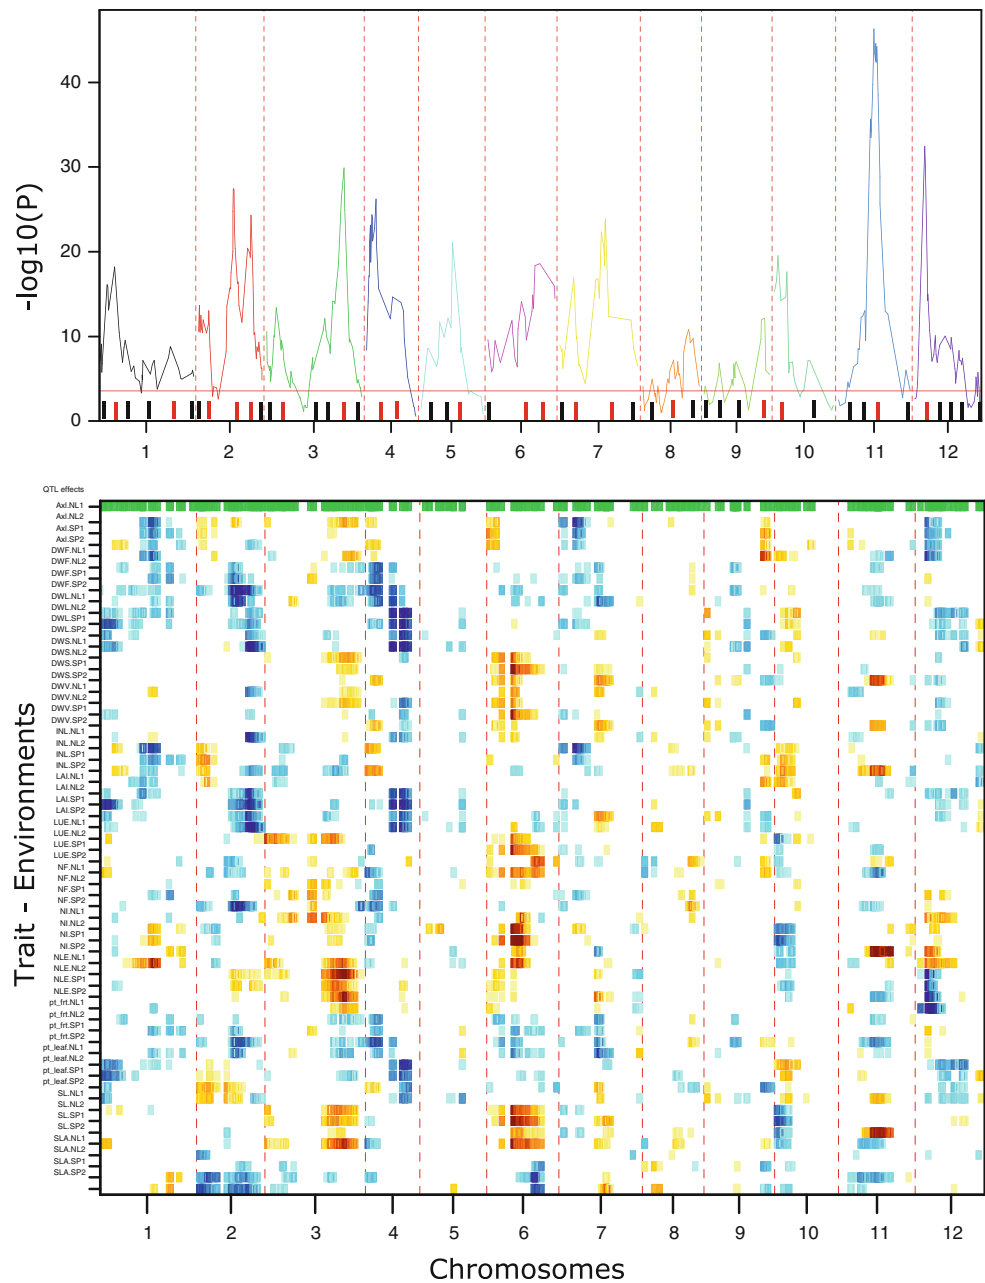 -log10(P)
40
30
20
10
0
1 2 3 4 5 6 7 8 9 10 11 12
QTL effects
Trait - Environments
Axl.NL1
Axl.NL2
Axl.SP1
Axl.SP2
DWF.NL1
DWF.NL2
DWF.SP1
DWF.SP2
DWL.NL1
DWL.NL2
DWL.SP1
DWL.SP2
DWS.NL1
DWS.NL2
DWS.SP1
DWS.SP2
DWV.NL1
DWV.NL2
DWV.SP1
DWV.SP2
INL.NL1
INL.NL2
INL.SP1
INL.SP2
LAI.NL1
LAI.NL2
LAI.SP1
LAI.SP2
LUE.NL1
LUE.NL2
LUE.SP1
LUE.SP2
NF.NL1
NF.NL2
NF.SP1
NF.SP2
NI.NL1
NI.NL2
NI.SP1
NI.SP2
NLE.NL1
NLE.NL2
NLE.SP1
NLE.SP2
pt_frt.NL1
pt_frt.NL2
pt_frt.SP1
pt_frt.SP2
pt_leaf.NL1
pt_leaf.NL2
pt_leaf.SP1
pt_leaf.SP2
SL.NL1
SL.NL2
SL.SP1
SL.SP2
SLA.NL1
SLA.NL2
SLA.SP1
SLA.SP2
1 2 3 4 5 6 7 8 9 10 11 12
Chromosomes